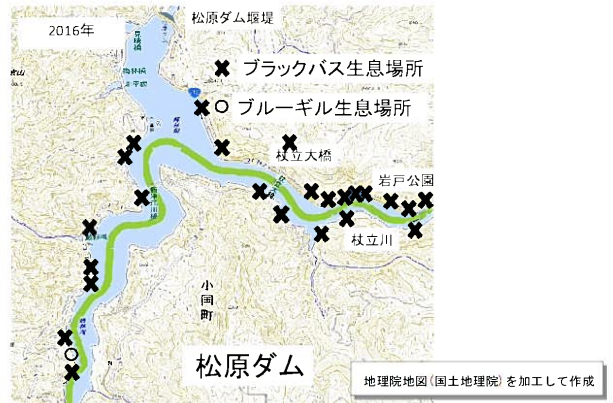 松原ダム堰堤
2016年
ブラックバス生息場所
ブルーギル生息場所
杖立大橋
岩戸公園
杖立川
小国町
松原ダム
地理院地図(国土地理院)を加工して作成